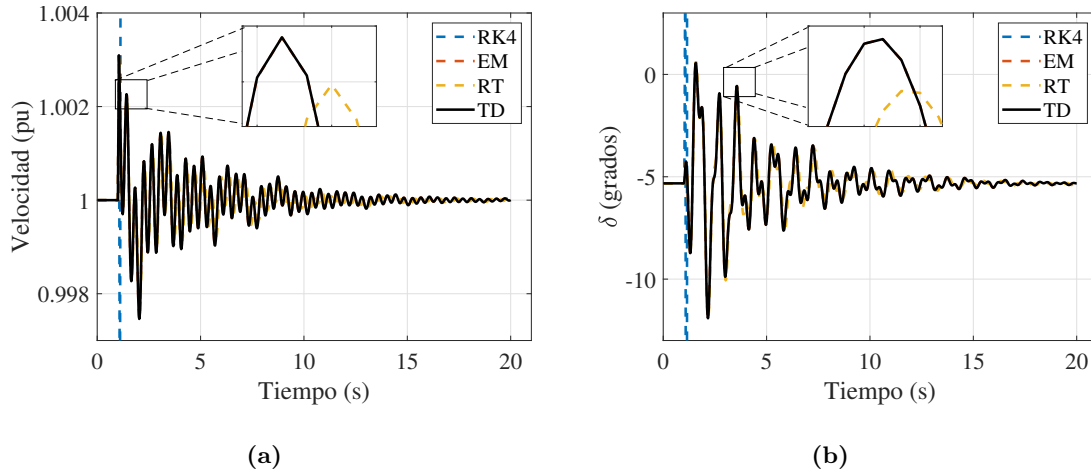 1.004
1.002
1
0.998
Velocidad (pu)
0
5
10
15
20
Tiempo (s)
RK4
EM
RT
TD
(a)
0
-5
-10
δ (grados)
0
5
10
15
20
Tiempo (s)
RK4
EM
RT
TD
(b)